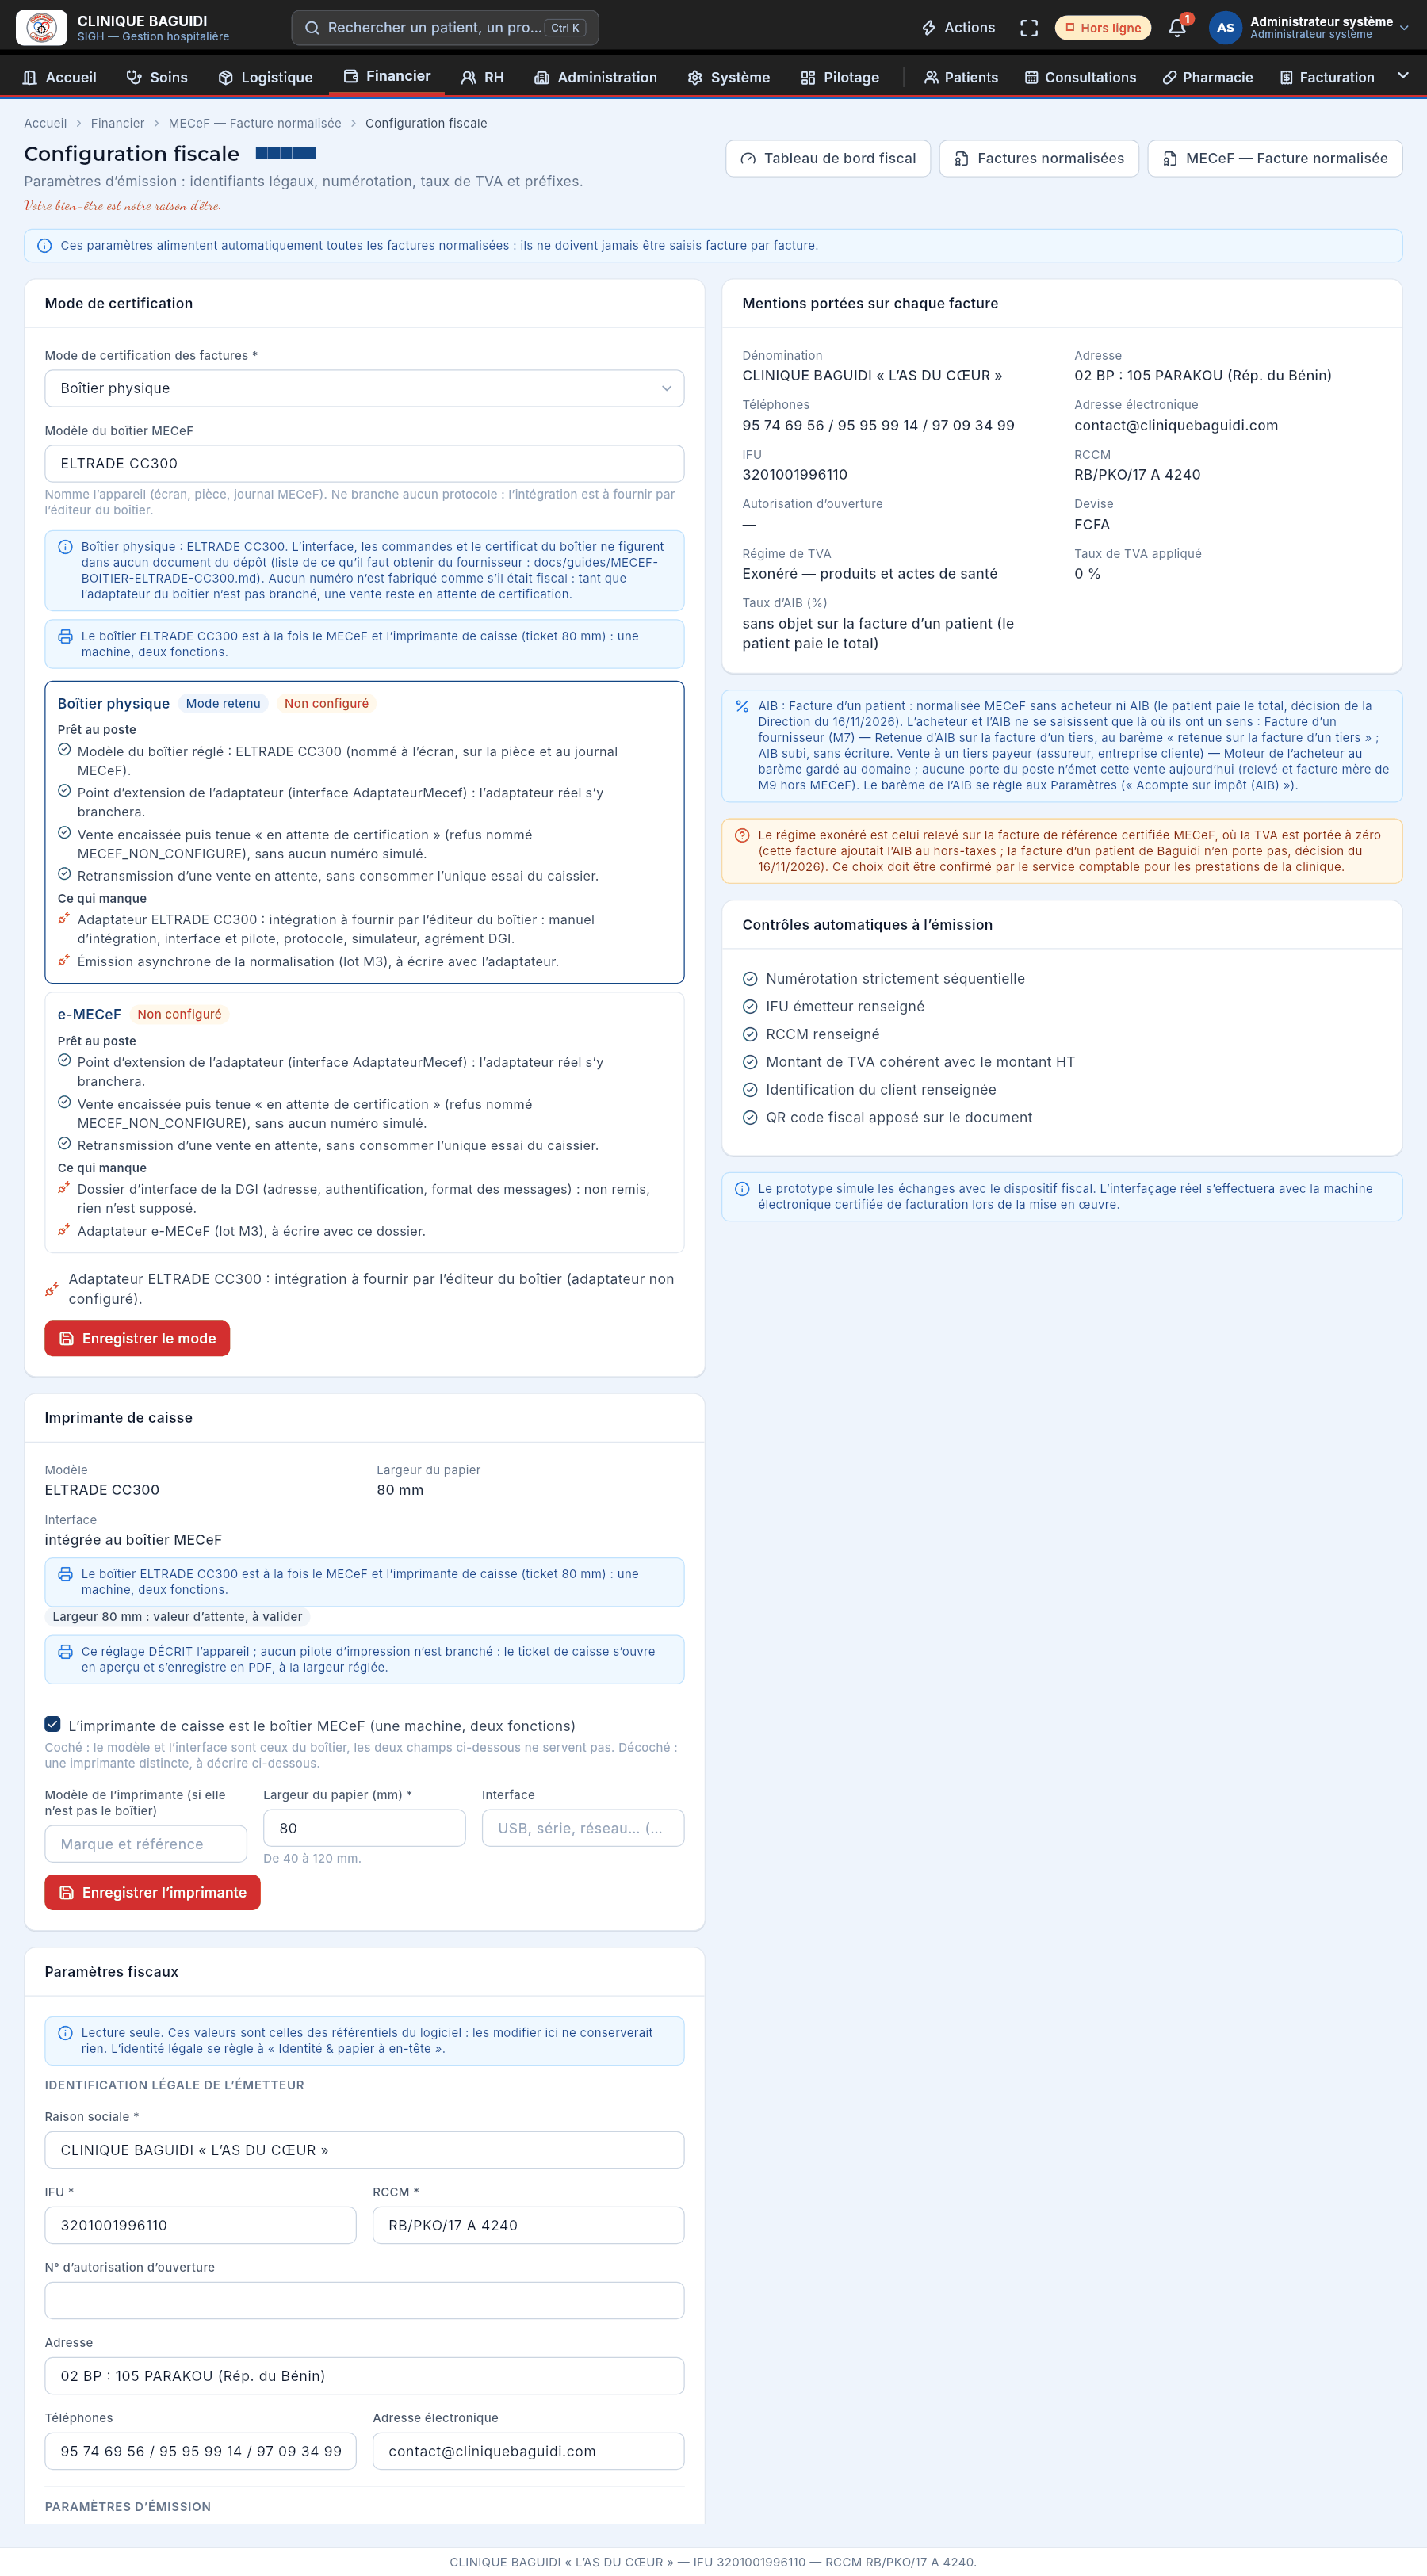 CLINIQUE BAGUIDI
SIGH — Gestion hospitalière
Rechercher un patient, un pro... Ctrl K
Actions
Hors ligne
1
AS
Administrateur système
Administrateur système
Accueil
Soins
Logistique
Financier
RH
Administration
Système
Pilotage
Patients
Consultations
Pharmacie
Facturation
Accueil > Financier > MECeF — Facture normalisée > Configuration fiscale
Configuration fiscale
Paramètres d’émission : identifiants légaux, numérotation, taux de TVA et préfixes.
Votre bien-être est notre raison d'être.
Tableau de bord fiscal
Factures normalisées
MECeF — Facture normalisée
Ces paramètres alimentent automatiquement toutes les factures normalisées : ils ne doivent jamais être saisis facture par facture.
Mode de certification
Mode de certification des factures *
Boîtier physique
Modèle du boîtier MECeF
ELTRADE CC300
Nomme l’appareil (écran, pièce, journal MECeF). Ne branche aucun protocole : l’intégration est à fournir par
l’éditeur du boîtier.
Boîtier physique : ELTRADE CC300. L’interface, les commandes et le certificat du boîtier ne figurent
dans aucun document du dépôt (liste de ce qu’il faut obtenir du fournisseur : docs/guides/MECEF-
BOITIER-ELTRADE-CC300.md). Aucun numéro n’est fabriqué comme s’il était fiscal : tant que
l’adaptateur du boîtier n’est pas branché, une vente reste en attente de certification.
Le boîtier ELTRADE CC300 est à la fois le MECeF et l’imprimante de caisse (ticket 80 mm) : une
machine, deux fonctions.
Boîtier physique Mode retenu Non configuré
Prêt au poste
Modèle du boîtier réglé : ELTRADE CC300 (nommé à l’écran, sur la pièce et au journal
MECeF).
Point d’extension de l’adaptateur (interface AdaptateurMecef) : l’adaptateur réel s’y
branchera.
Vente encaissée puis tenue « en attente de certification » (refus nommé
MECEF_NON_CONFIGURE), sans aucun numéro simulé.
Retransmission d’une vente en attente, sans consommer l’unique essai du caissier.
Ce qui manque
Adaptateur ELTRADE CC300 : intégration à fournir par l’éditeur du boîtier : manuel
d’intégration, interface et pilote, protocole, simulateur, agrément DGI.
Émission asynchrone de la normalisation (lot M3), à écrire avec l’adaptateur.
e-MECeF Non configuré
Prêt au poste
Point d’extension de l’adaptateur (interface AdaptateurMecef) : l’adaptateur réel s’y
branchera.
Vente encaissée puis tenue « en attente de certification » (refus nommé
MECEF_NON_CONFIGURE), sans aucun numéro simulé.
Retransmission d’une vente en attente, sans consommer l’unique essai du caissier.
Ce qui manque
Dossier d’interface de la DGI (adresse, authentification, format des messages) : non remis,
rien n’est supposé.
Adaptateur e-MECeF (lot M3), à écrire avec ce dossier.
Adaptateur ELTRADE CC300 : intégration à fournir par l’éditeur du boîtier (adaptateur non
configuré).
Enregistrer le mode
Mentions portées sur chaque facture
Dénomination
CLINIQUE BAGUIDI « L’AS DU CŒUR »
Adresse
02 BP : 105 PARAKOU (Rép. du Bénin)
Téléphones
95 74 69 56 / 95 95 99 14 / 97 09 34 99
Adresse électronique
contact@cliniquebaguidi.com
IFU
3201001996110
RCCM
RB/PKO/17 A 4240
Autorisation d’ouverture
—
Devise
FCFA
Régime de TVA
Exonéré — produits et actes de santé
Taux de TVA appliqué
0 %
Taux d’AIB (%)
sans objet sur la facture d’un patient (le
patient paie le total)
AIB : Facture d’un patient : normalisée MECeF sans acheteur ni AIB (le patient paie le total, décision de la
Direction du 16/11/2026). L’acheteur et l’AIB ne se saisissent que là où ils ont un sens : Facture d’un
fournisseur (M7) — Retenue d’AIB sur la facture d’un tiers, au barème « retenue sur la facture d’un tiers » ;
AIB subi, sans écriture. Vente à un tiers payeur (assureur, entreprise cliente) — Moteur de l’acheteur au
barème gardé au domaine ; aucune porte du poste n’émet cette vente aujourd’hui (relevé et facture mère de
M9 hors MECeF). Le barème de l’AIB se règle aux Paramètres (« Acompte sur impôt (AIB) »).
Le régime exonéré est celui relevé sur la facture de référence certifiée MECeF, où la TVA est portée à zéro
(cette facture ajoutait l’AIB au hors-taxes ; la facture d’un patient de Baguidi n’en porte pas, décision du
16/11/2026). Ce choix doit être confirmé par le service comptable pour les prestations de la clinique.
Contrôles automatiques à l’émission
Numérotation strictement séquentielle
IFU émetteur renseigné
RCCM renseigné
Montant de TVA cohérent avec le montant HT
Identification du client renseignée
QR code fiscal apposé sur le document
Le prototype simule les échanges avec le dispositif fiscal. L’interfaçage réel s’effectuera avec la machine
électronique certifiée de facturation lors de la mise en œuvre.
Imprimante de caisse
Modèle
ELTRADE CC300
Largeur du papier
80 mm
Interface
intégrée au boîtier MECeF
Le boîtier ELTRADE CC300 est à la fois le MECeF et l’imprimante de caisse (ticket 80 mm) : une
machine, deux fonctions.
Largeur 80 mm : valeur d’attente, à valider
Ce réglage DÉCRIT l’appareil ; aucun pilote d’impression n’est branché : le ticket de caisse s’ouvre
en aperçu et s’enregistre en PDF, à la largeur réglée.
L’imprimante de caisse est le boîtier MECeF (une machine, deux fonctions)
Coché : le modèle et l’interface sont ceux du boîtier, les deux champs ci-dessous ne servent pas. Décoché :
une imprimante distincte, à décrire ci-dessous.
Modèle de l’imprimante (si elle
n’est pas le boîtier)
Marque et référence
Largeur du papier (mm) *
80
De 40 à 120 mm.
Interface
USB, série, réseau... (...
Enregistrer l’imprimante
Paramètres fiscaux
Lecture seule. Ces valeurs sont celles des référentiels du logiciel : les modifier ici ne conserverait
rien. L’identité légale se règle à « Identité & papier à en-tête ».
IDENTIFICATION LÉGALE DE L’ÉMETTEUR
Raison sociale *
CLINIQUE BAGUIDI « L’AS DU CŒUR »
IFU *
3201001996110
RCCM *
RB/PKO/17 A 4240
N° d’autorisation d’ouverture
Adresse
02 BP : 105 PARAKOU (Rép. du Bénin)
Téléphones
95 74 69 56 / 95 95 99 14 / 97 09 34 99
Adresse électronique
contact@cliniquebaguidi.com
PARAMÈTRES D’ÉMISSION
CLINIQUE BAGUIDI « L’AS DU CŒUR » — IFU 3201001996110 — RCCM RB/PKO/17 A 4240.